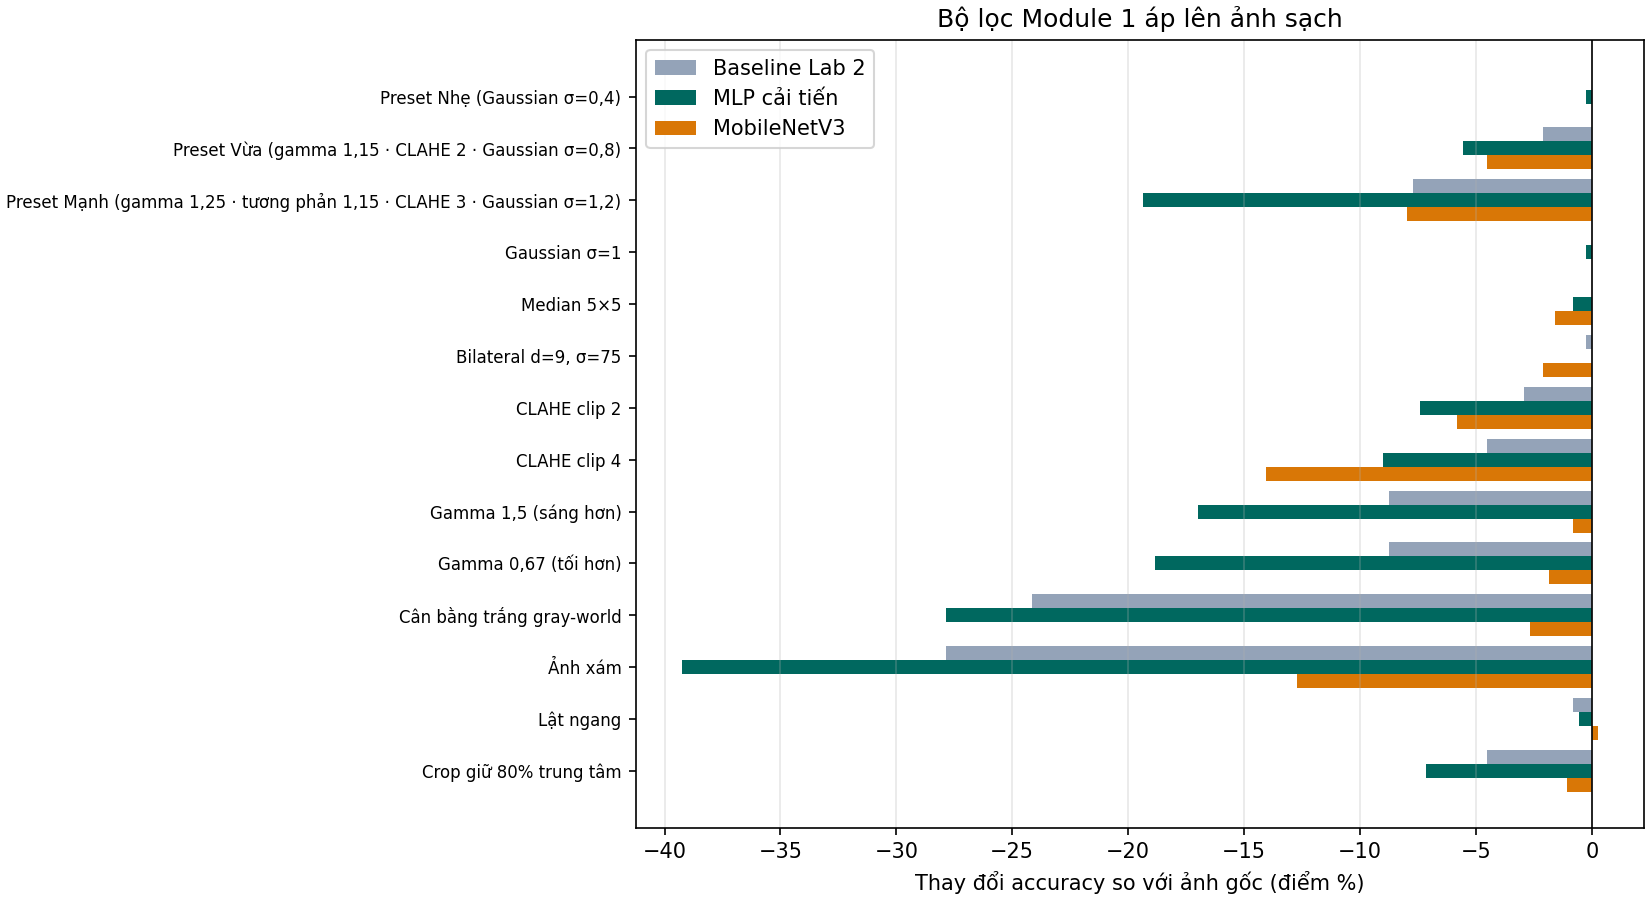 Bộ lọc Module 1 áp lên ảnh sạch
Baseline Lab 2
MLP cải tiến
MobileNetV3
Preset Nhẹ (Gaussian σ=0,4)
Preset Vừa (gamma 1,15 · CLAHE 2 · Gaussian σ=0,8)
Preset Mạnh (gamma 1,25 · tương phản 1,15 · CLAHE 3 · Gaussian σ=1,2)
Gaussian σ=1
Median 5×5
Bilateral d=9, σ=75
CLAHE clip 2
CLAHE clip 4
Gamma 1,5 (sáng hơn)
Gamma 0,67 (tối hơn)
Cân bằng trắng gray-world
Ảnh xám
Lật ngang
Crop giữ 80% trung tâm
−40 −35 −30 −25 −20 −15 −10 −5 0
Thay đổi accuracy so với ảnh gốc (điểm %)